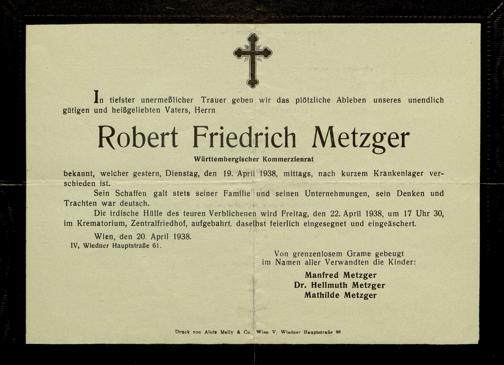 In tiefster unermeßlicher Trauer geben wir das plötzliche Ableben unseres unendlich
gütigen und heißgeliebten Vaters, Herrn
Robert Friedrich Metzger
Württembergischer Kommerzienrat
bekannt, welcher gestern, Dienstag, den 19. April 1938, mittags, nach kurzem Krankenlager ver-
schieden ist.
Sein Schaffen galt stets seiner Familie und seinen Unternehmungen, sein Denken und
Trachten war deutsch.
Die irdische Hülle des teuren Verblichenen wird Freitag, den 22. April 1938, um 17 Uhr 30,
im Krematorium, Zentralfriedhof, aufgebahrt, daselbst feierlich eingesegnet und eingeäschert.
Wien, den 20. April 1938.
IV, Wiedner Hauptstraße 61.
Von grenzenlosem Grame gebeugt
im Namen aller Verwandten die Kinder:
Manfred Metzger
Dr. Hellmuth Metzger
Mathilde Metzger
Druck von Alois Mally & Co., Wien V, Wiedner Hauptstraße 98